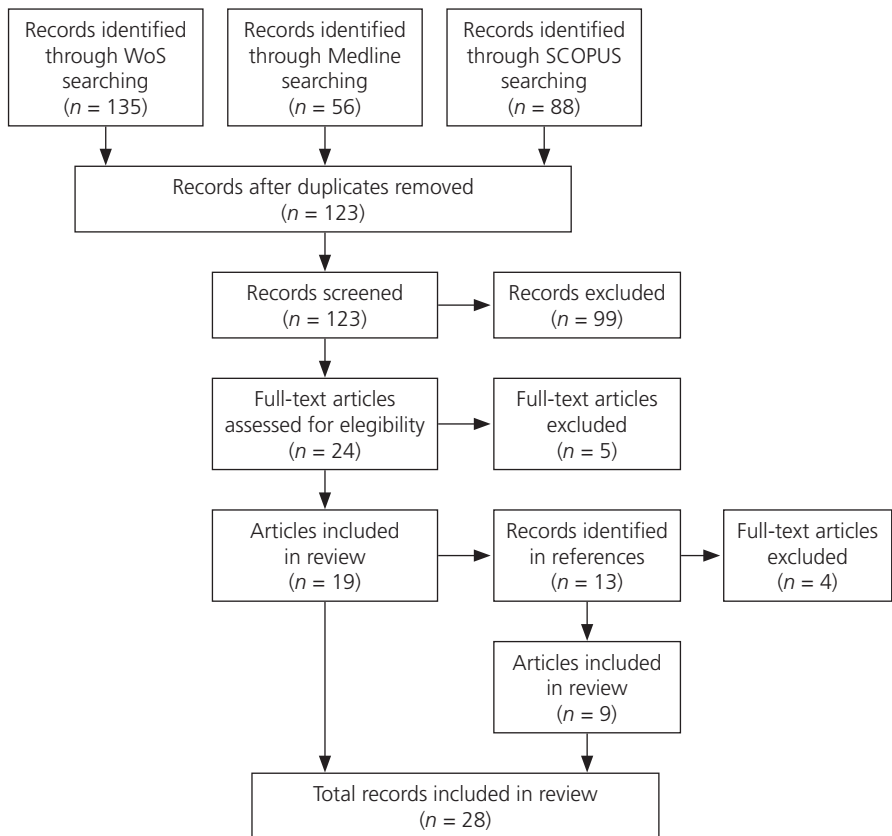 Records identified
through WoS
searching
(n = 135)
Records identified
through Medline
searching
(n = 56)
Records identified
through SCOPUS
searching
(n = 88)
Records after duplicates removed
(n = 123)
Records screened
(n = 123)
Records excluded
(n = 99)
Full-text articles
assessed for elegibility
(n = 24)
Full-text articles
excluded
(n = 5)
Articles included
in review
(n = 19)
Records identified
in references
(n = 13)
Full-text articles
excluded
(n = 4)
Articles included
in review
(n = 9)
Total records included in review
(n = 28)